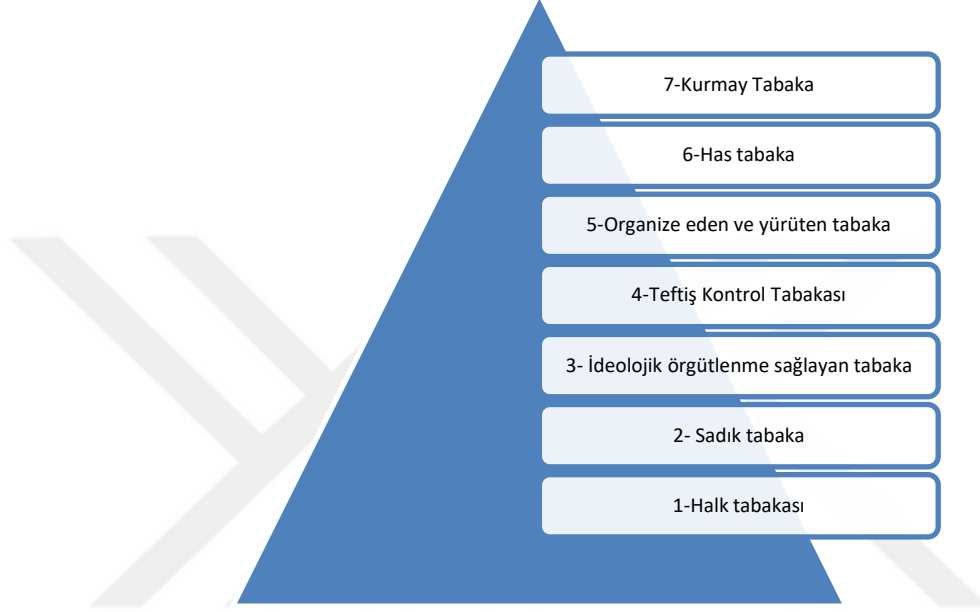 7-Kurmay Tabaka
6-Has tabaka
5-Organize eden ve yürüten tabaka
4-Teftiş Kontrol Tabakası
3- İdeolojik örgütlenme sağlayan tabaka
2- Sadık tabaka
1-Halk tabakası